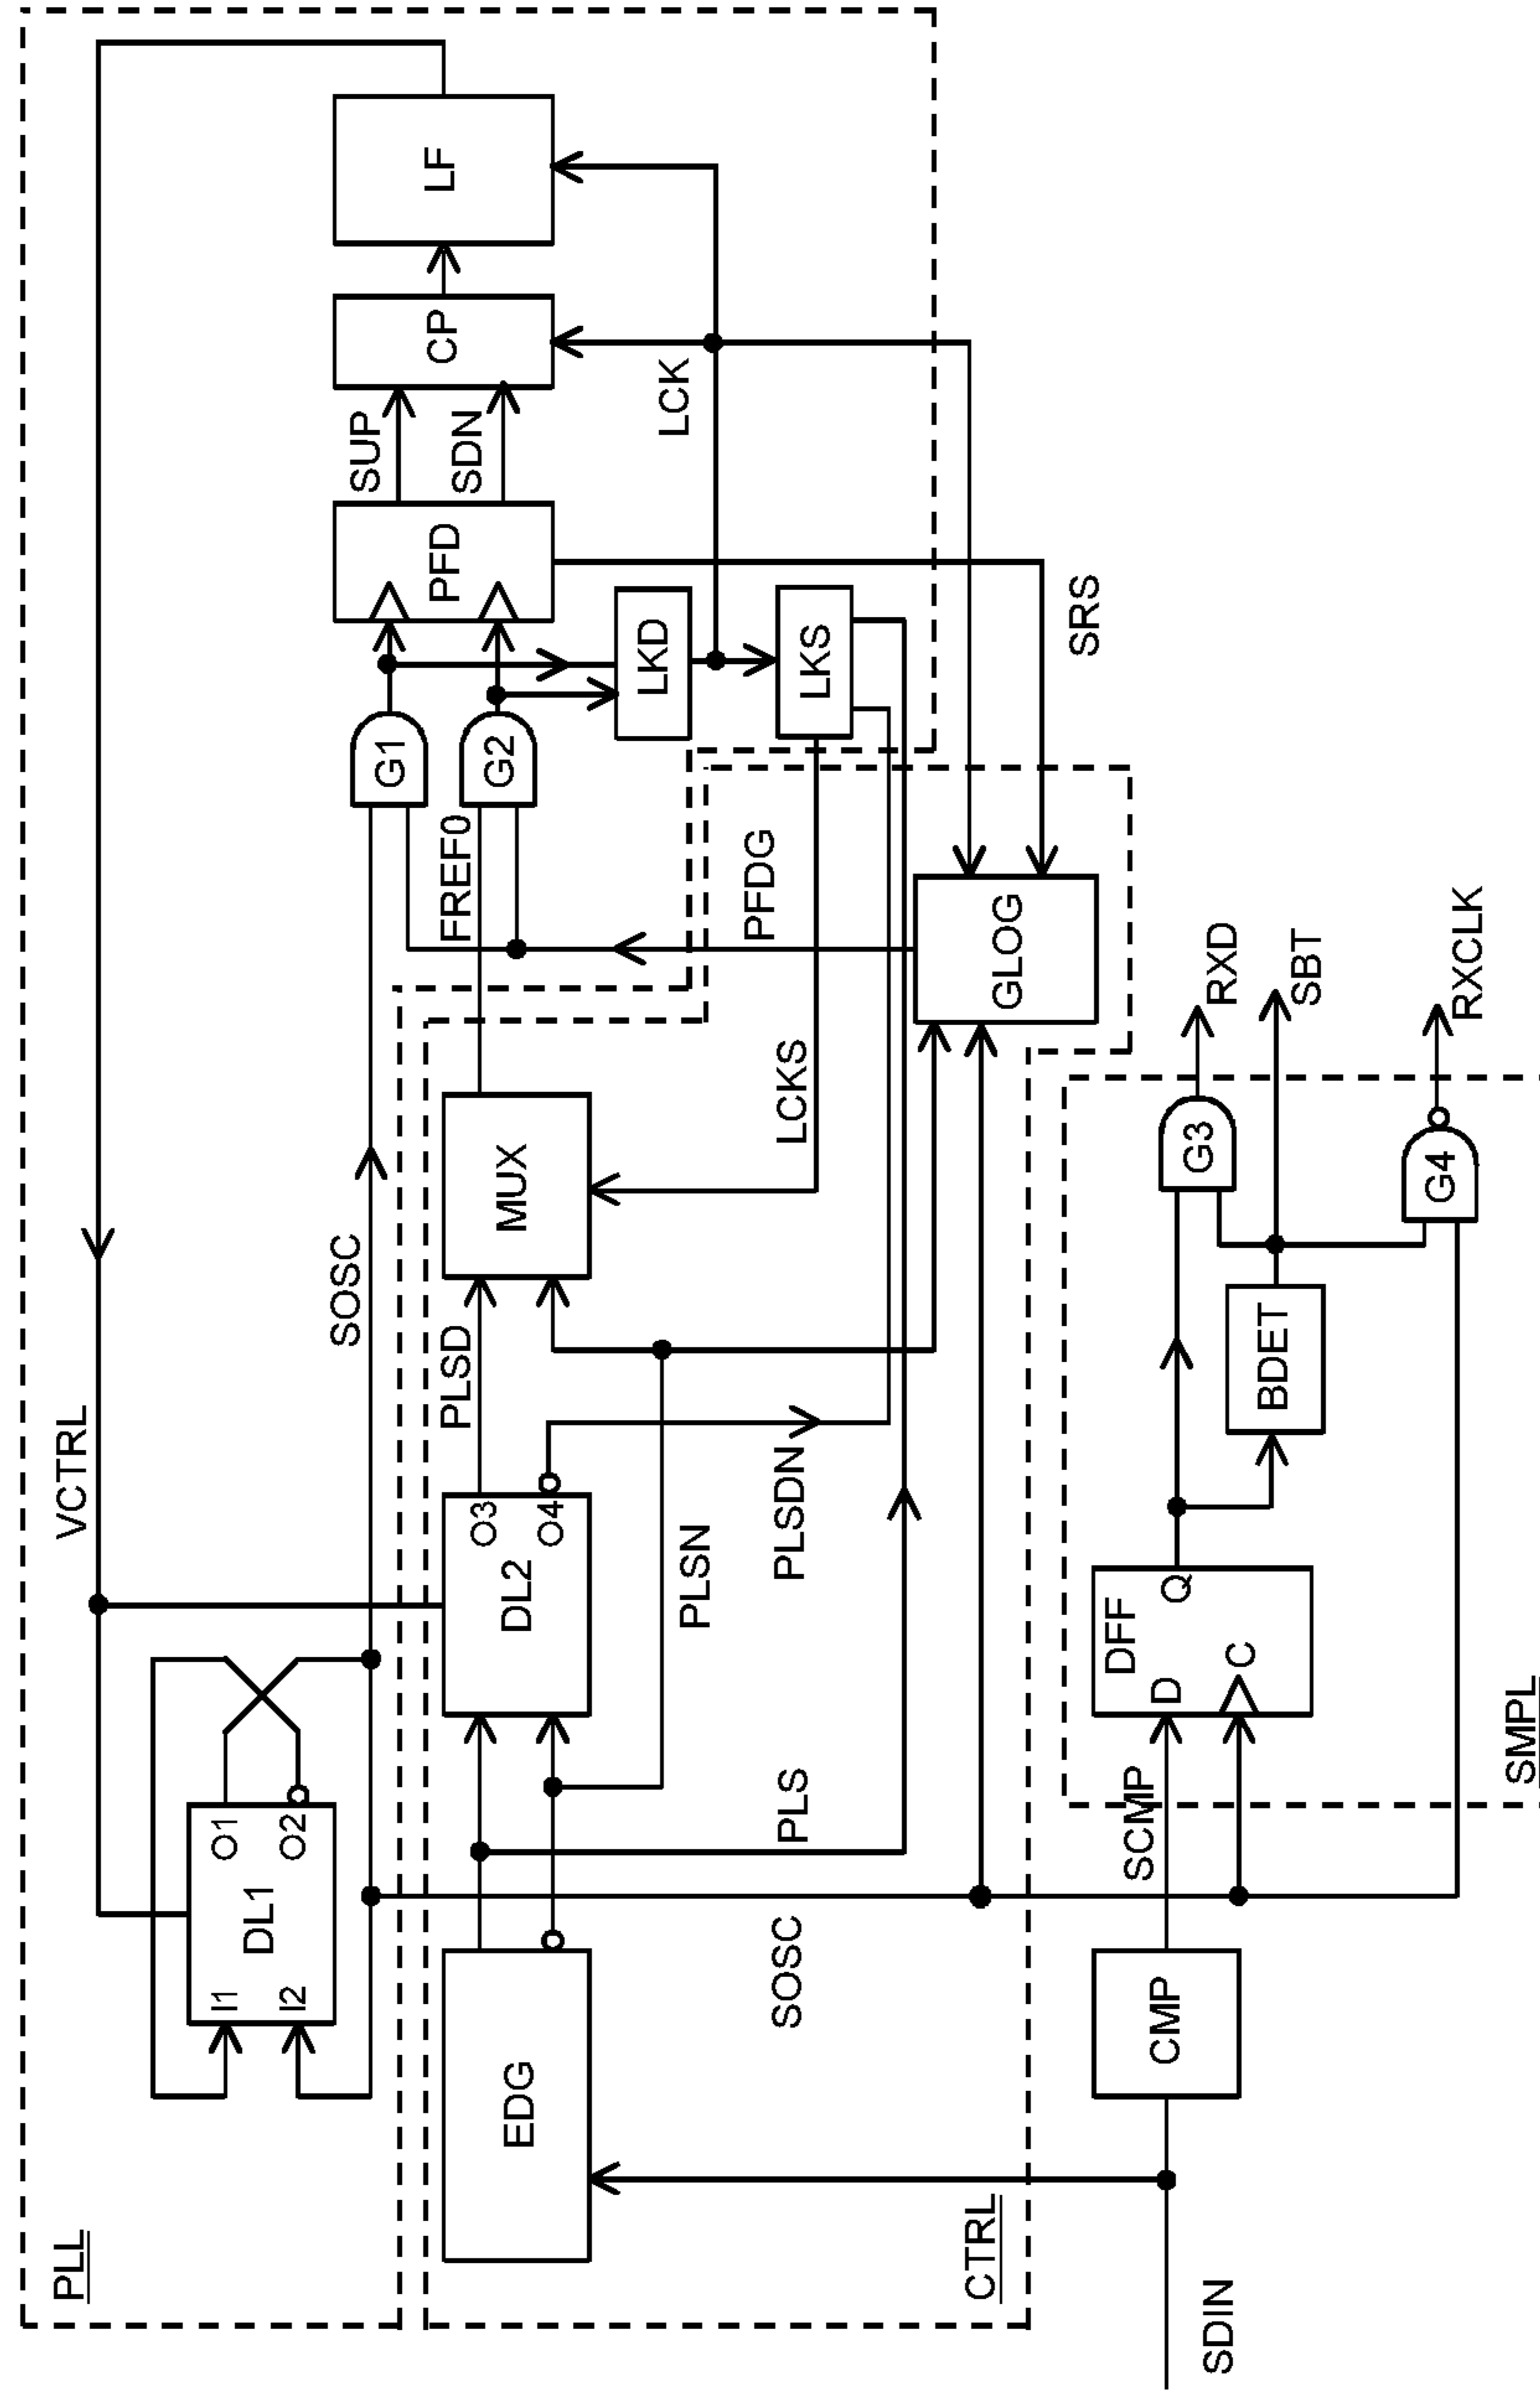 PLL
VCTRL
I1
O1
DL1
I2
O2
SOSC
LF
CP
SUP
SDN
PFD
G1
G2
FREF0
LCK
LKD
LKS
SRS
EDG
DL2
O3
O4
PLSD
MUX
PLSN
PLSDN
PLS
SOSC
LCKS
PFDG
GLOG
CTRL
SDIN
CMP
SCMP
DFF
D
Q
C
BDET
G3
G4
RXD
SBT
RXCLK
SMPL